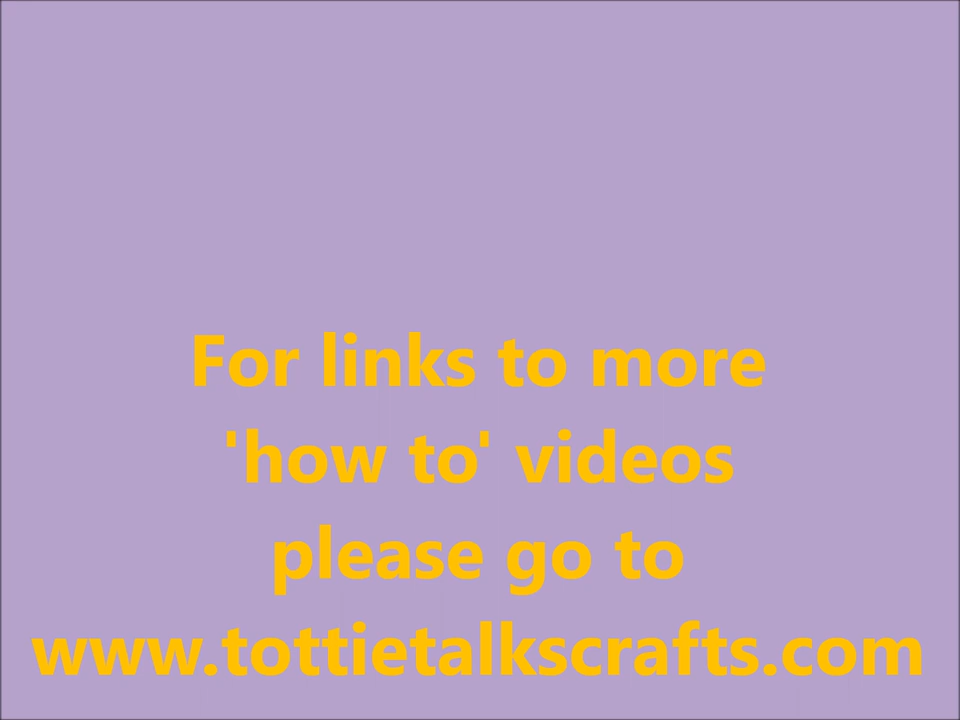 For links to more
'how to' videos
please go to
www.tottietalkscrafts.com